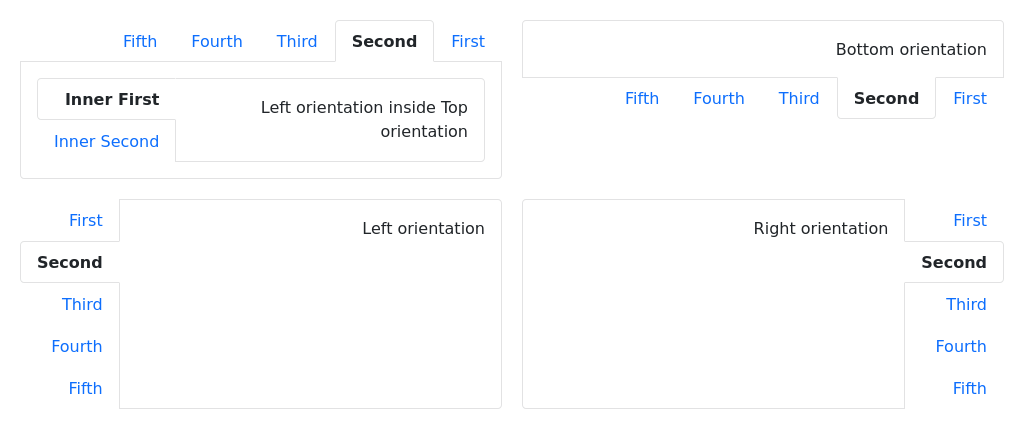 Fifth Fourth Third Second First
Inner First
Inner Second
Left orientation inside Top
orientation
Bottom orientation
Fifth Fourth Third Second First
First
Second
Third
Fourth
Fifth
Left orientation
Right orientation
First
Second
Third
Fourth
Fifth